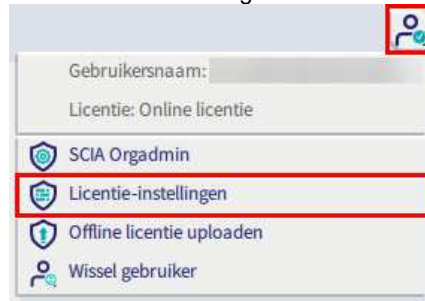 Gebruikersnaam:
Licentie: Online licentie
SCIA Orgadmin
Licentie-instellingen
Offline licentie uploaden
Wissel gebruiker